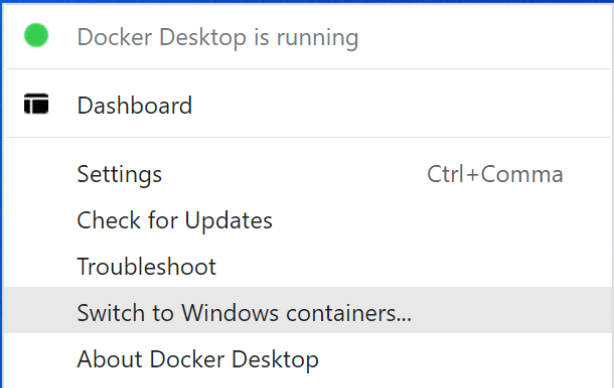 Docker Desktop is running
Dashboard
Settings Ctrl+Comma
Check for Updates
Troubleshoot
Switch to Windows containers...
About Docker Desktop